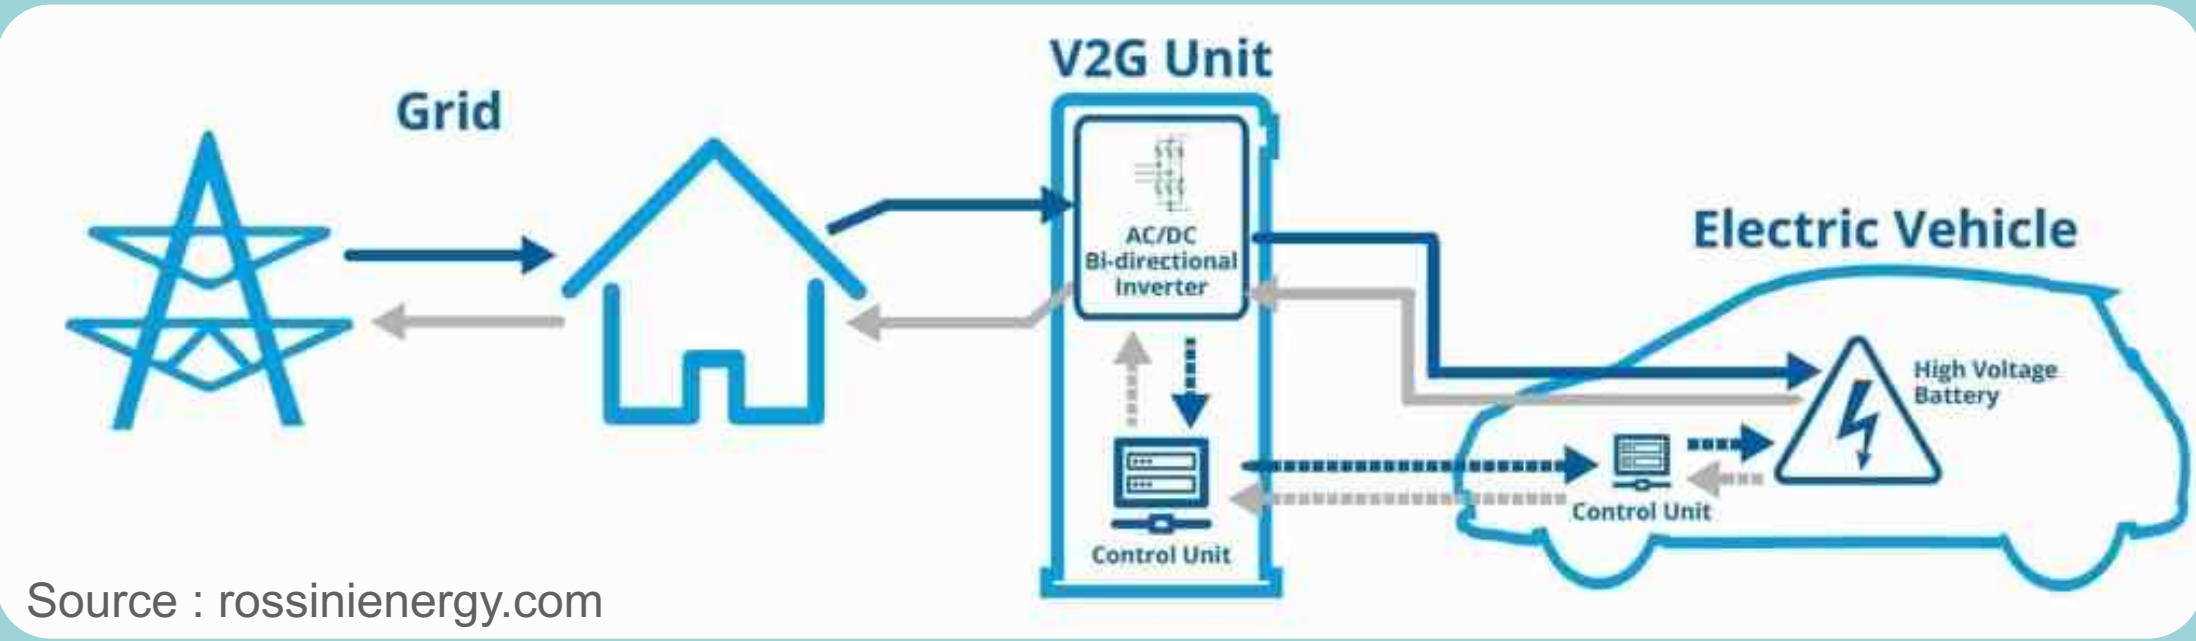 Grid
V2G Unit
AC/DC
Bi-directional
Inverter
Control Unit
Electric Vehicle
High Voltage
Battery
Control Unit
Source : rossinienergy.com